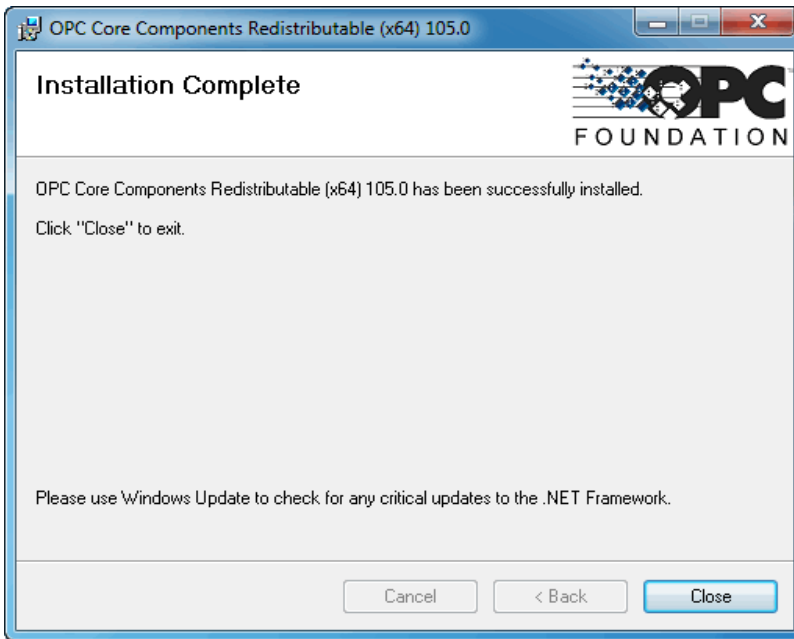 OPC Core Components Redistributable (x64) 105.0
Installation Complete
OPC
FOUNDATION
OPC Core Components Redistributable (x64) 105.0 has been successfully installed.
Click "Close" to exit.
Please use Windows Update to check for any critical updates to the .NET Framework.
Cancel
< Back
Close